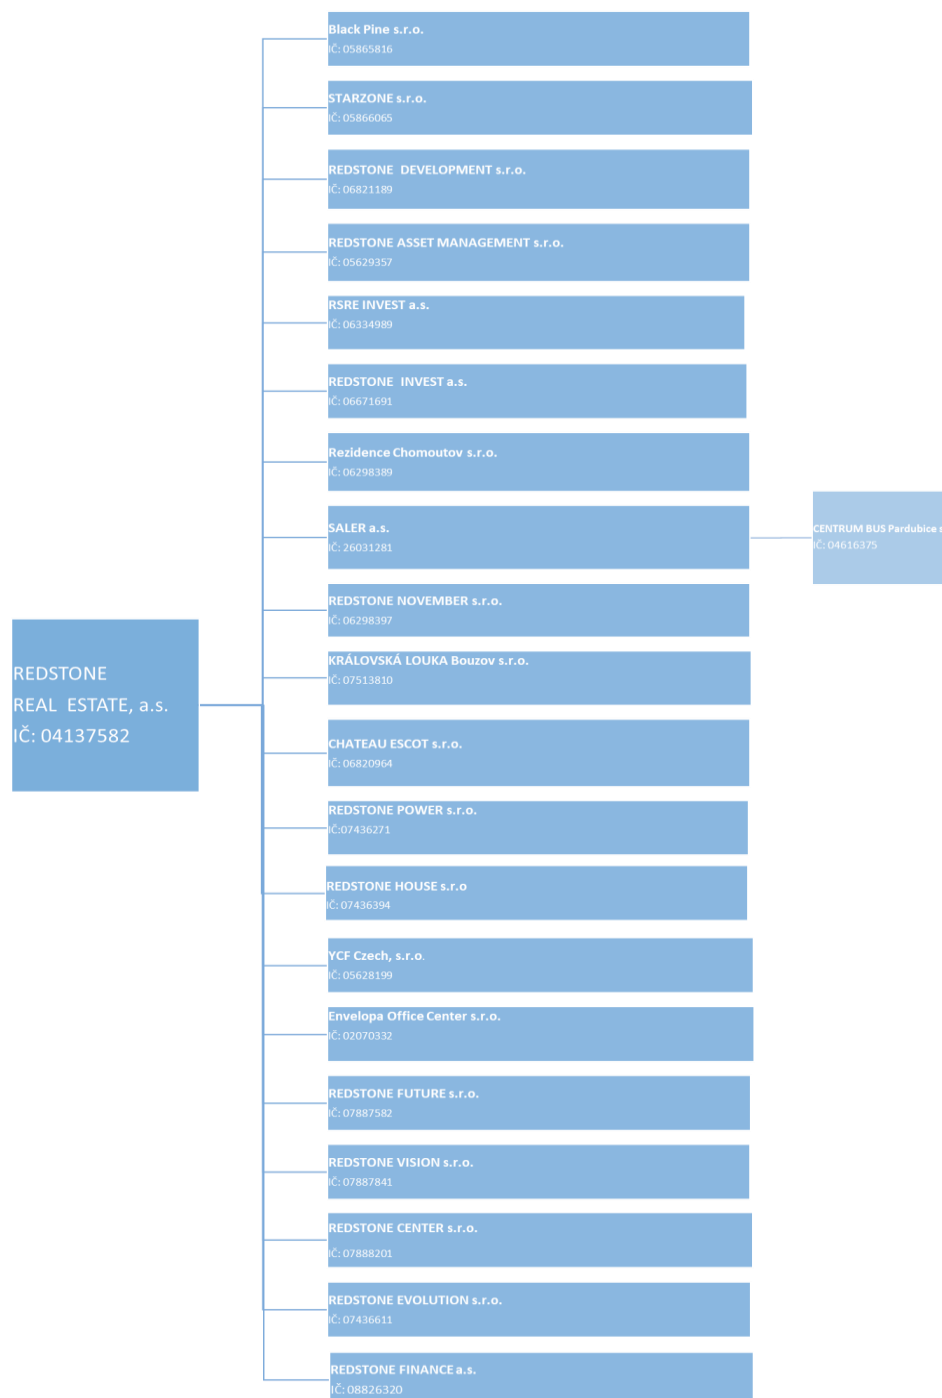 Black Pine s.r.o.
IČ: 05865816
STARZONE s.r.o.
IČ: 05866065
REDSTONE  DEVELOPMENT s.r.o.
IČ: 06821189
REDSTONE ASSET MANAGEMENT s.r.o.
IČ: 05629357
RSRE INVEST a.s.
IČ: 06334989
REDSTONE  INVEST a.s.
IČ: 06671691
Rezidence Chomoutov s.r.o.
IČ: 06298389
SALER a.s.
IČ: 26031281
CENTRUM BUS Pardubice
IČ: 04616375
REDSTONE NOVEMBER s.r.o.
IČ: 06298397
REDSTONE
REAL  ESTATE, a.s.
IČ: 04137582
KRÁLOVSKÁ LOUKA Bouzov s.r.o.
IČ: 07513810
CHATEAU ESCOT s.r.o.
IČ: 06820964
REDSTONE POWER s.r.o.
IČ:07436271
REDSTONE HOUSE s.r.o
IČ: 07436394
YCF Czech, s.r.o.
IČ: 05628199
Envelopa Office Center s.r.o.
IČ: 02070332
REDSTONE FUTURE s.r.o.
IČ: 07887582
REDSTONE VISION s.r.o.
IČ: 07887841
REDSTONE CENTER s.r.o.
IČ: 07888201
REDSTONE EVOLUTION s.r.o.
IČ: 07436611
REDSTONE FINANCE a.s.
IČ: 08826320